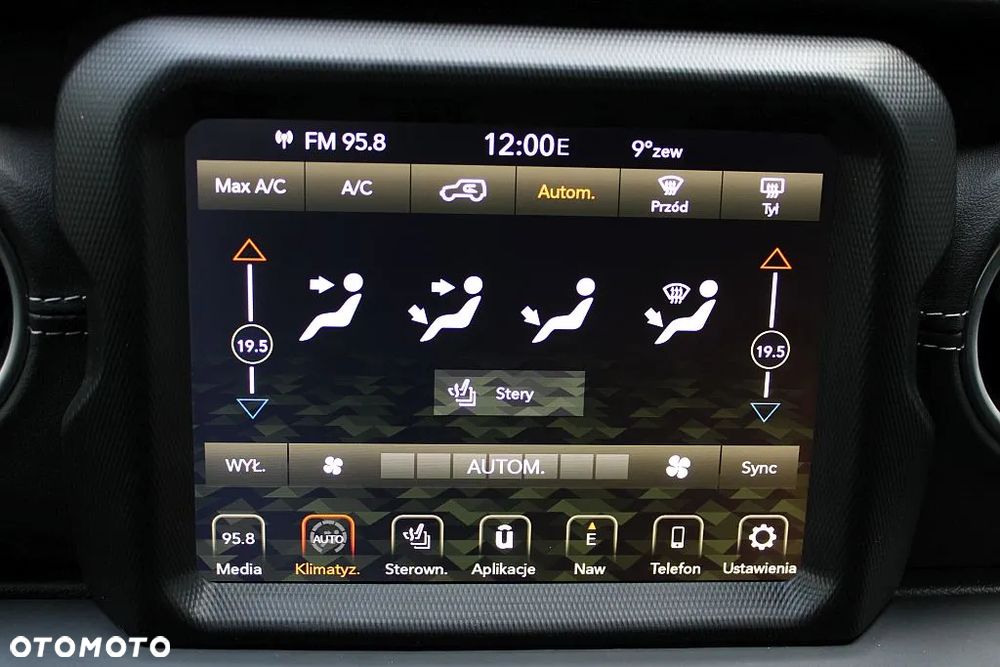 FM 95.8 12:00E 9°zew
Max A/C A/C Autom. Przód Tył
19.5 19.5
Stery
WYŁ. AUTOM. Sync
95.8 AUTO E
Media Klimatyz. Sterown. Aplikacje Naw Telefon Ustawienia
OTOMOTO